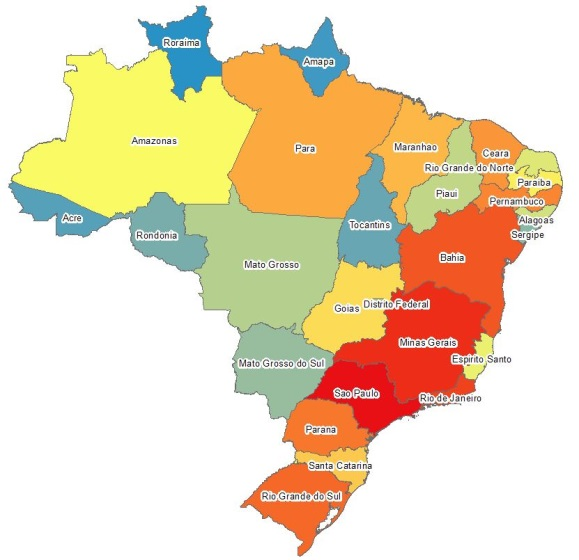 Roraima
Amapa
Amazonas
Para
Maranhao
Ceara
Rio Grande do Norte
Paraiba
Piaui
Pernambuco
Acre
Alagoas
Tocantins
Rondonia
Sergipe
Bahia
Mato Grosso
Goias
Distrito Federal
Minas Gerais
Espirito Santo
Mato Grosso do Sul
Sao Paulo
Rio de Janeiro
Parana
Santa Catarina
Rio Grande do Sul